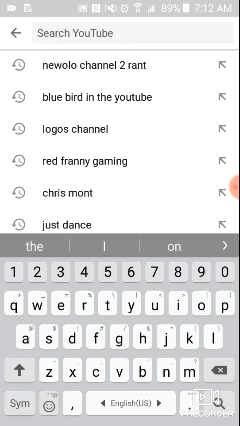 89% 7:12 AM
Search YouTube
newolo channel 2 rant
blue bird in the youtube
logos channel
red franny gaming
chris mont
just dance
the I on
1 2 3 4 5 6 7 8 9 0
q w e r t y u i o p
a s d f g h j k l
z x c v b n m
Sym , English(US) .